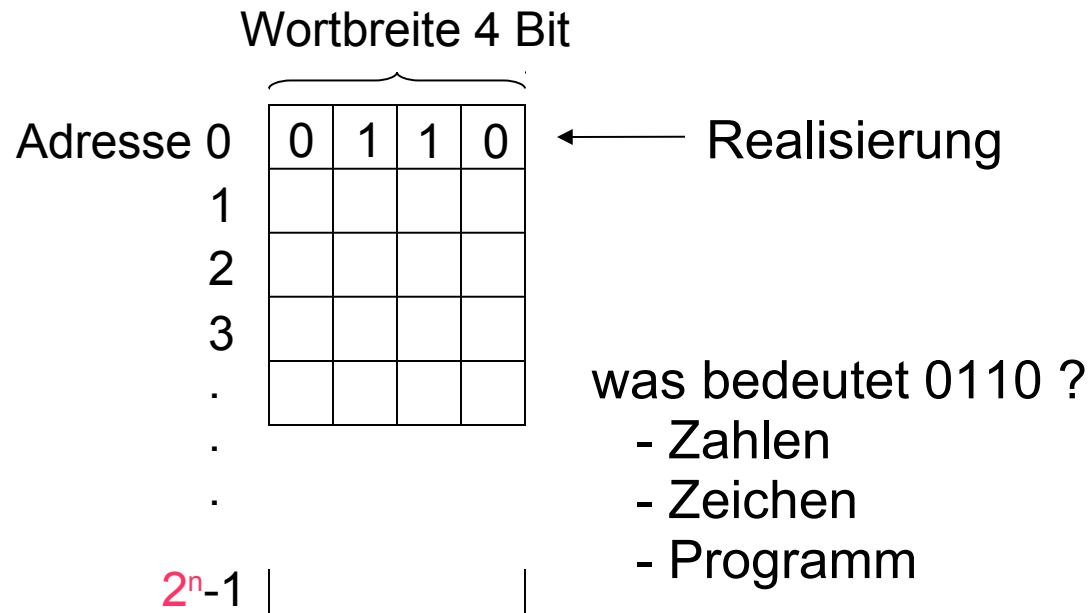 Wortbreite 4 Bit
Adresse 0 0 1 1 0 Realisierung
1
2
3
.
.
.
2ⁿ-1
was bedeutet 0110 ?
- Zahlen
- Zeichen
- Programm